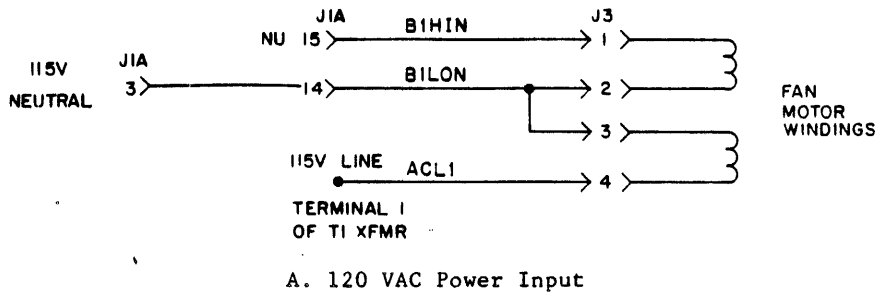 J1A
B1HIN
J3
NU 15
1
115V
NEUTRAL
J1A
3
14
B1LON
2
FAN
MOTOR
WINDINGS
3
115V LINE
ACL1
4
TERMINAL 1
OF T1 XFMR
A. 120 VAC Power Input